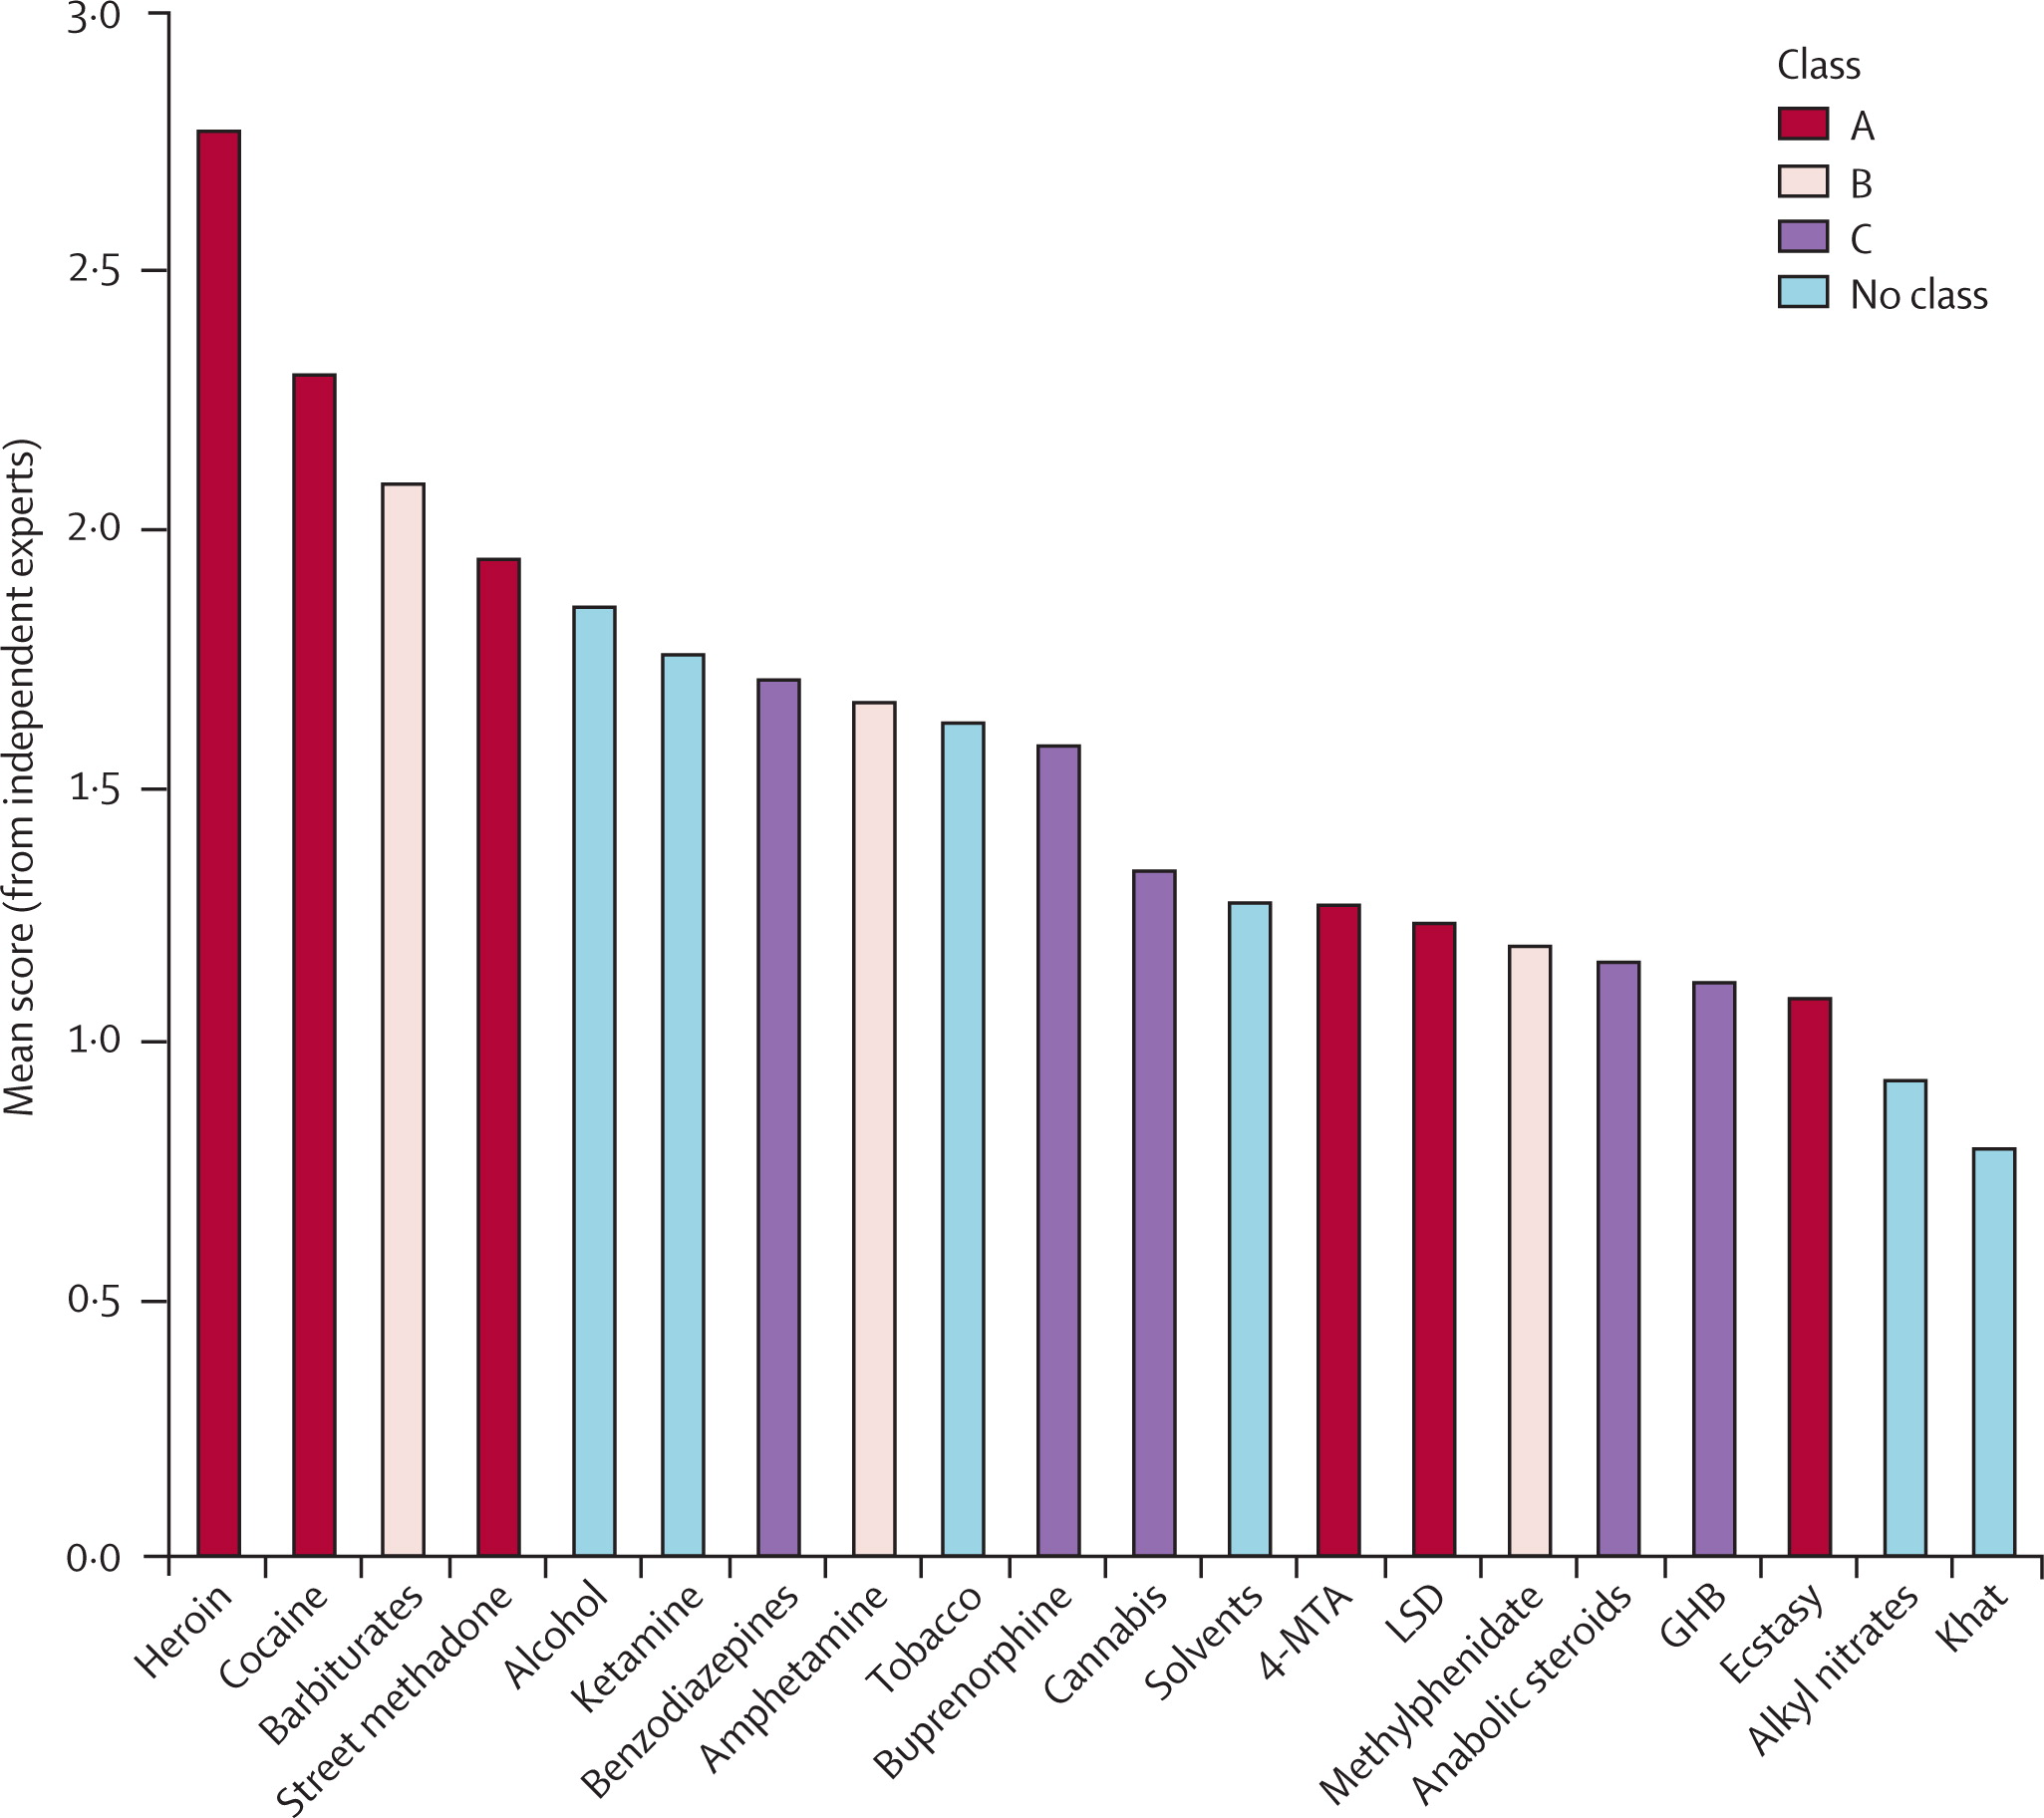 3·0
2·5
2·0
1·5
1·0
0·5
0·0
Mean score (from independent experts)
Class
A
B
C
No class
Heroin
Cocaine
Barbiturates
Street methadone
Alcohol
Ketamine
Benzodiazepines
Amphetamine
Tobacco
Buprenorphine
Cannabis
Solvents
4-MTA
LSD
Methylphenidate
Anabolic steroids
GHB
Ecstasy
Alkyl nitrates
Khat